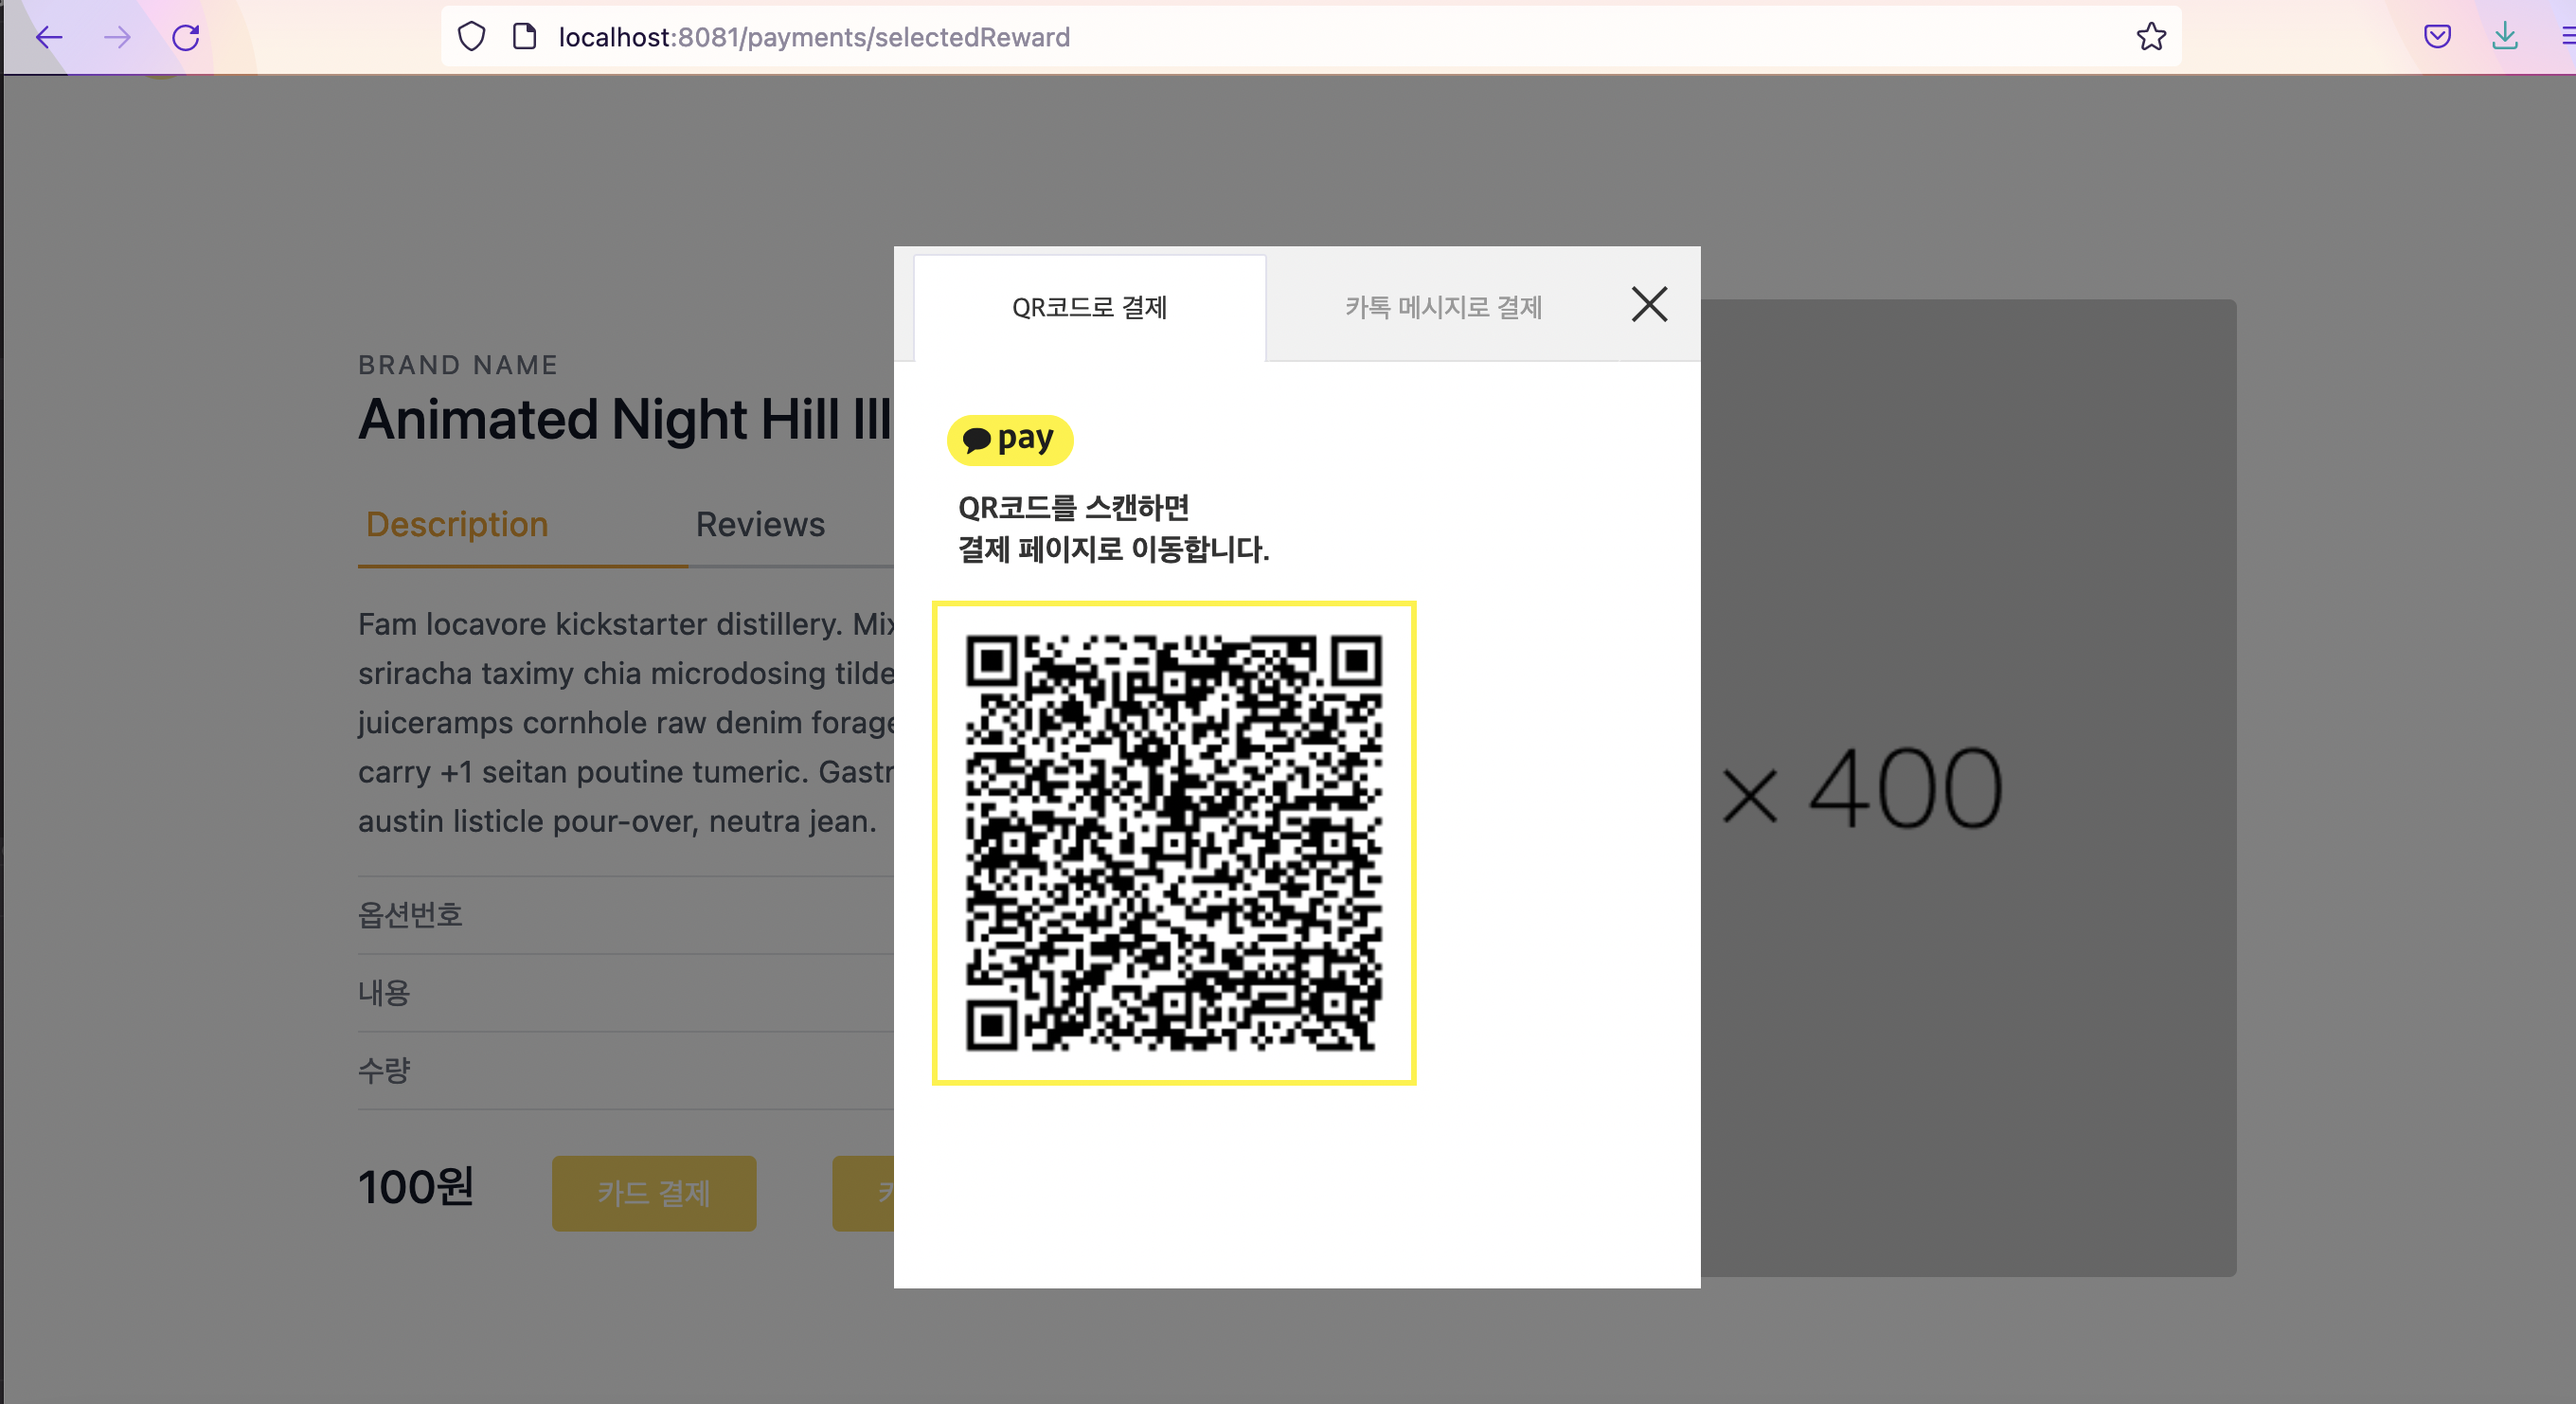 localhost:8081/payments/selectedReward
QR코드로 결제
카톡 메시지로 결제
pay
QR코드를 스캔하면
결제 페이지로 이동합니다.
BRAND NAME
Animated Night Hill Ill
Description
Reviews
Fam locavore kickstarter distillery. Mix
sriracha taximy chia microdosing tilde
juiceramps cornhole raw denim forage
carry +1 seitan poutine tumeric. Gastr
austin listicle pour-over, neutra jean.
옵션번호
내용
수량
100원
카드 결제
× 400